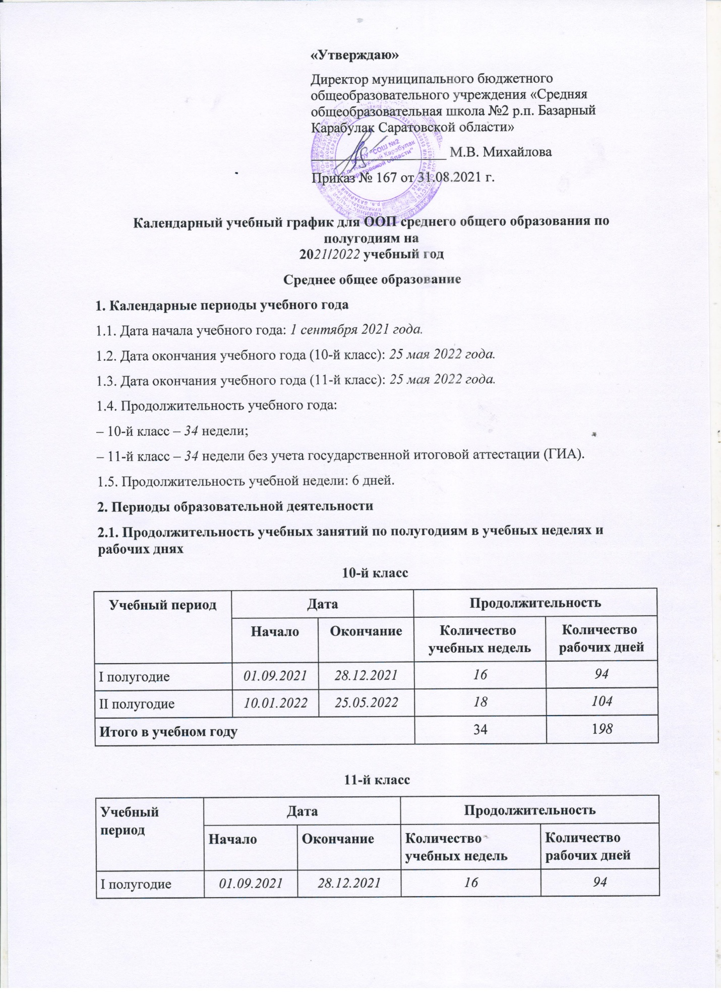 «Утверждаю»
Директор муниципального бюджетного
общеобразовательного учреждения «Средняя
общеобразовательная школа №2 р.п. Базарный
Карабулак Саратовской области»
М.В. Михайлова
МБОУ "СОШ №2
р.п. Базарный Карабулак
Саратовской области"
Приказ № 167 от 31.08.2021 г.
Календарный учебный график для ООП среднего общего образования по
полугодиям на
2021/2022 учебный год
Среднее общее образование
1. Календарные периоды учебного года
1.1. Дата начала учебного года: 1 сентября 2021 года.
1.2. Дата окончания учебного года (10-й класс): 25 мая 2022 года.
1.3. Дата окончания учебного года (11-й класс): 25 мая 2022 года.
1.4. Продолжительность учебного года:
– 10-й класс – 34 недели;
– 11-й класс – 34 недели без учета государственной итоговой аттестации (ГИА).
1.5. Продолжительность учебной недели: 6 дней.
2. Периоды образовательной деятельности
2.1. Продолжительность учебных занятий по полугодиям в учебных неделях и
рабочих днях
10-й класс
Учебный период Дата Продолжительность
Начало Окончание Количество Количество
учебных недель рабочих дней
I полугодие 01.09.2021 28.12.2021 16 94
II полугодие 10.01.2022 25.05.2022 18 104
Итого в учебном году 34 198
11-й класс
Учебный Дата Продолжительность
период
Начало Окончание Количество Количество
учебных недель рабочих дней
I полугодие 01.09.2021 28.12.2021 16 94